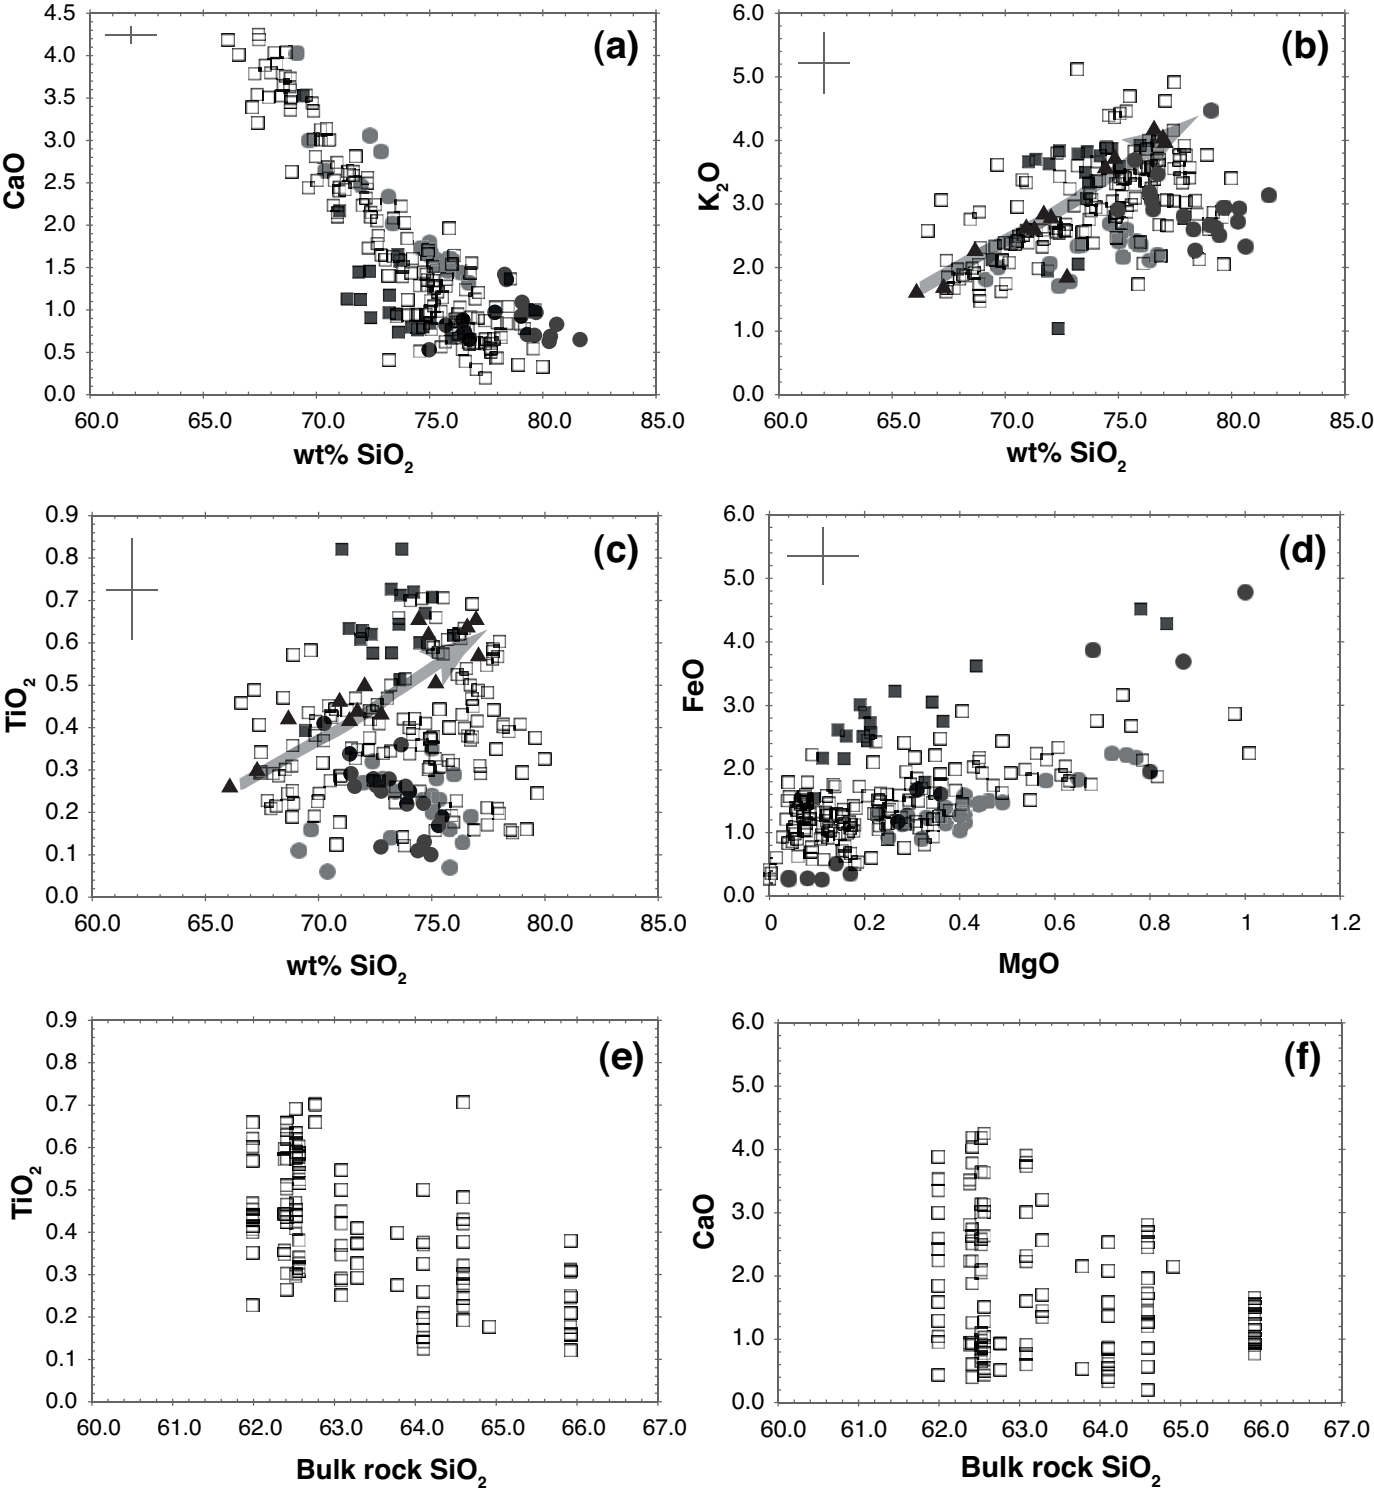 (a)
4.5
4.0
3.5
3.0
2.5
2.0
1.5
1.0
0.5
0.0
CaO
60.0 65.0 70.0 75.0 80.0 85.0
wt% SiO₂
(b)
6.0
5.0
4.0
3.0
2.0
1.0
0.0
K₂O
60.0 65.0 70.0 75.0 80.0 85.0
wt% SiO₂
(c)
0.9
0.8
0.7
0.6
0.5
0.4
0.3
0.2
0.1
0.0
TiO₂
60.0 65.0 70.0 75.0 80.0 85.0
wt% SiO₂
(d)
6.0
5.0
4.0
3.0
2.0
1.0
0.0
FeO
0 0.2 0.4 0.6 0.8 1 1.2
MgO
(e)
0.9
0.8
0.7
0.6
0.5
0.4
0.3
0.2
0.1
0.0
TiO₂
60.0 61.0 62.0 63.0 64.0 65.0 66.0 67.0
Bulk rock SiO₂
(f)
6.0
5.0
4.0
3.0
2.0
1.0
0.0
CaO
60.0 61.0 62.0 63.0 64.0 65.0 66.0 67.0
Bulk rock SiO₂